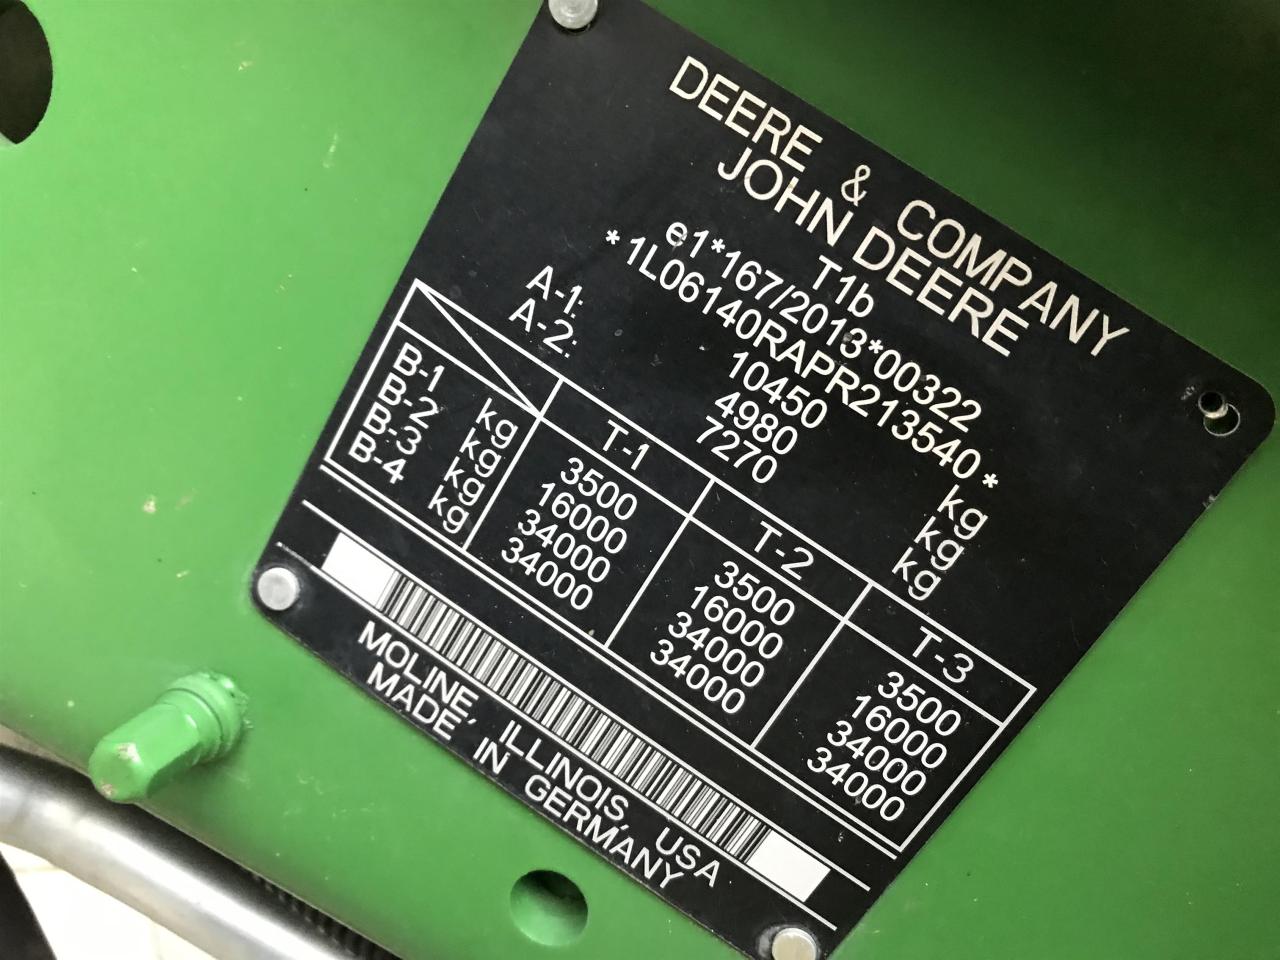 DEERE & COMPANY
JOHN DEERE
T1b
e1*167/2013*00322
*1L06140RAPR213540*
10450 kg
A-1: 4980 kg
A-2: 7270 kg
T-1 T-2 T-3
B-1 kg 3500 3500 3500
B-2 kg 16000 16000 16000
B-3 kg 34000 34000 34000
B-4 kg 34000 34000 34000
MOLINE, ILLINOIS, USA
MADE IN GERMANY